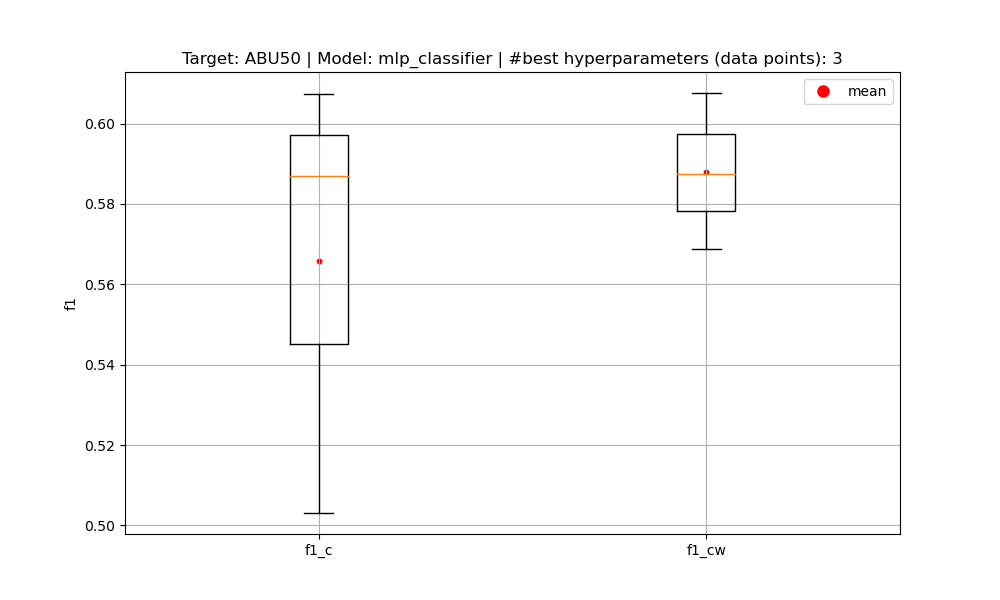 Target: ABU50 | Model: mlp_classifier | #best hyperparameters (data points): 3
mean
0.60
0.58
0.56
0.54
0.52
0.50
f1
f1_c
f1_cw